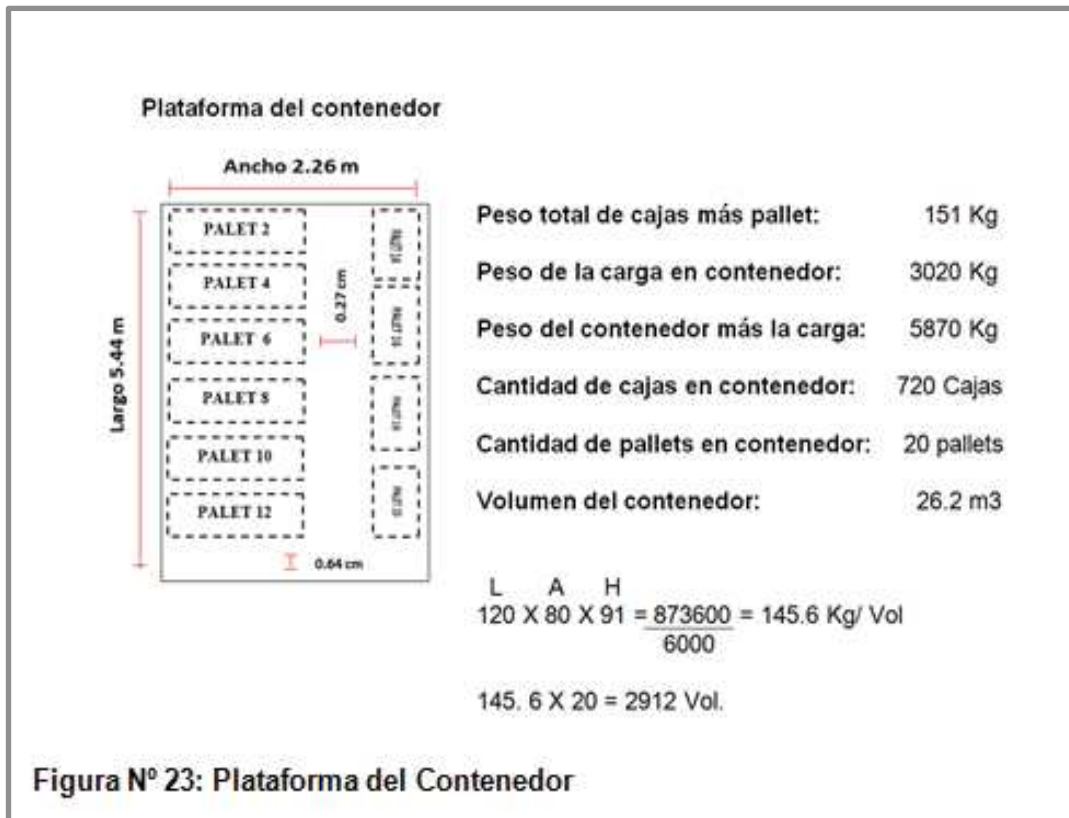 Plataforma del contenedor
Ancho 2.26 m
Largo 5.44 m
PALET 2
PALET 4
PALET 6
PALET 8
PALET 10
PALET 12
0.27 cm
0.64 cm
Peso total de cajas más pallet: 151 Kg
Peso de la carga en contenedor: 3020 Kg
Peso del contenedor más la carga: 5870 Kg
Cantidad de cajas en contenedor: 720 Cajas
Cantidad de pallets en contenedor: 20 pallets
Volumen del contenedor: 26.2 m3
L A H
120 X 80 X 91 = 873600 = 145.6 Kg/ Vol
6000
145. 6 X 20 = 2912 Vol.
Figura Nº 23: Plataforma del Contenedor